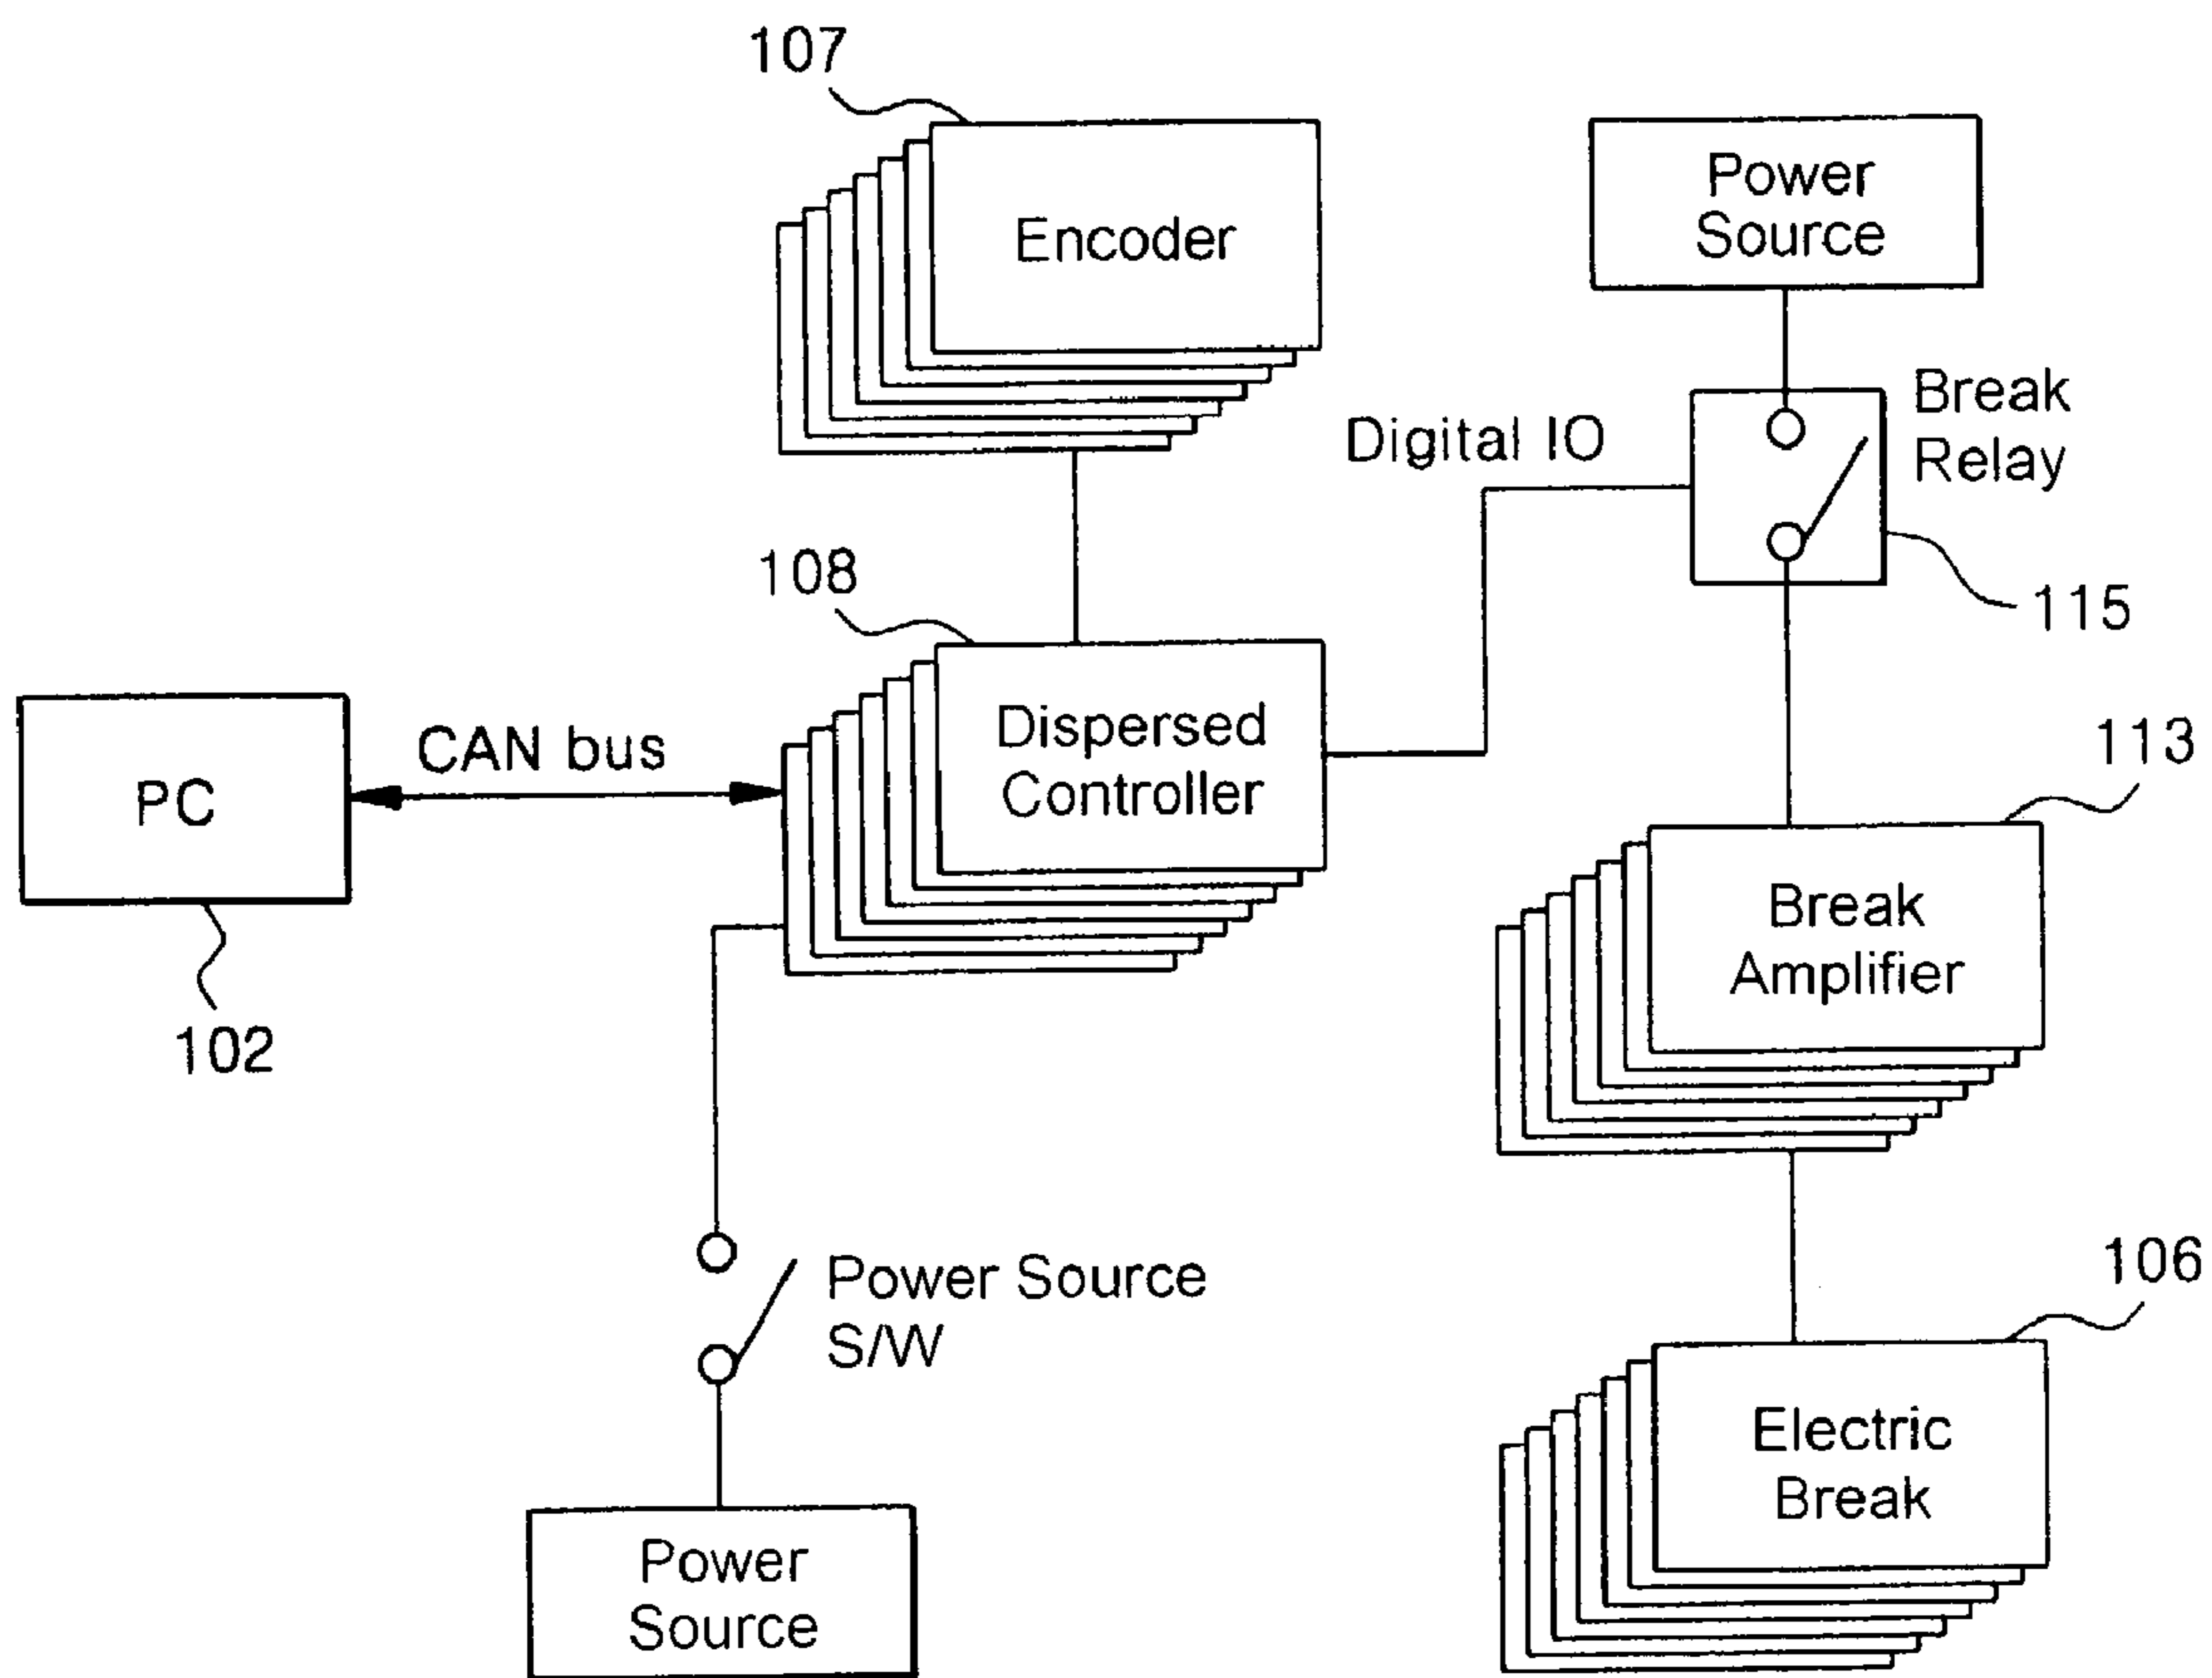 107
Encoder
Power
Source
Break
Relay
Digital IO
115
108
Dispersed
Controller
CAN bus
PC
102
113
Break
Amplifier
Power Source
S/W
106
Electric
Break
Power
Source